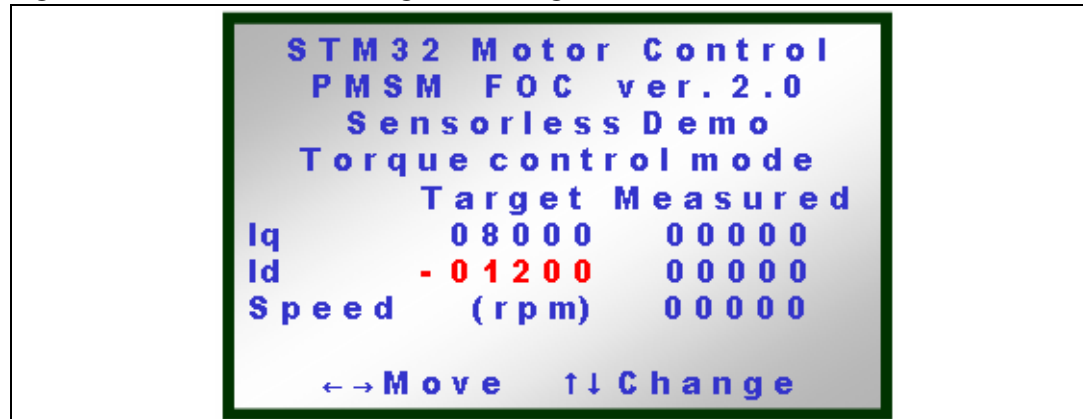 STM32 Motor Control
PMSM FOC ver.2.0
Sensorless Demo
Torque control mode
Target Measured
Iq 08000 00000
Id -01200 00000
Speed (rpm) 00000
←→Move ↑↓Change